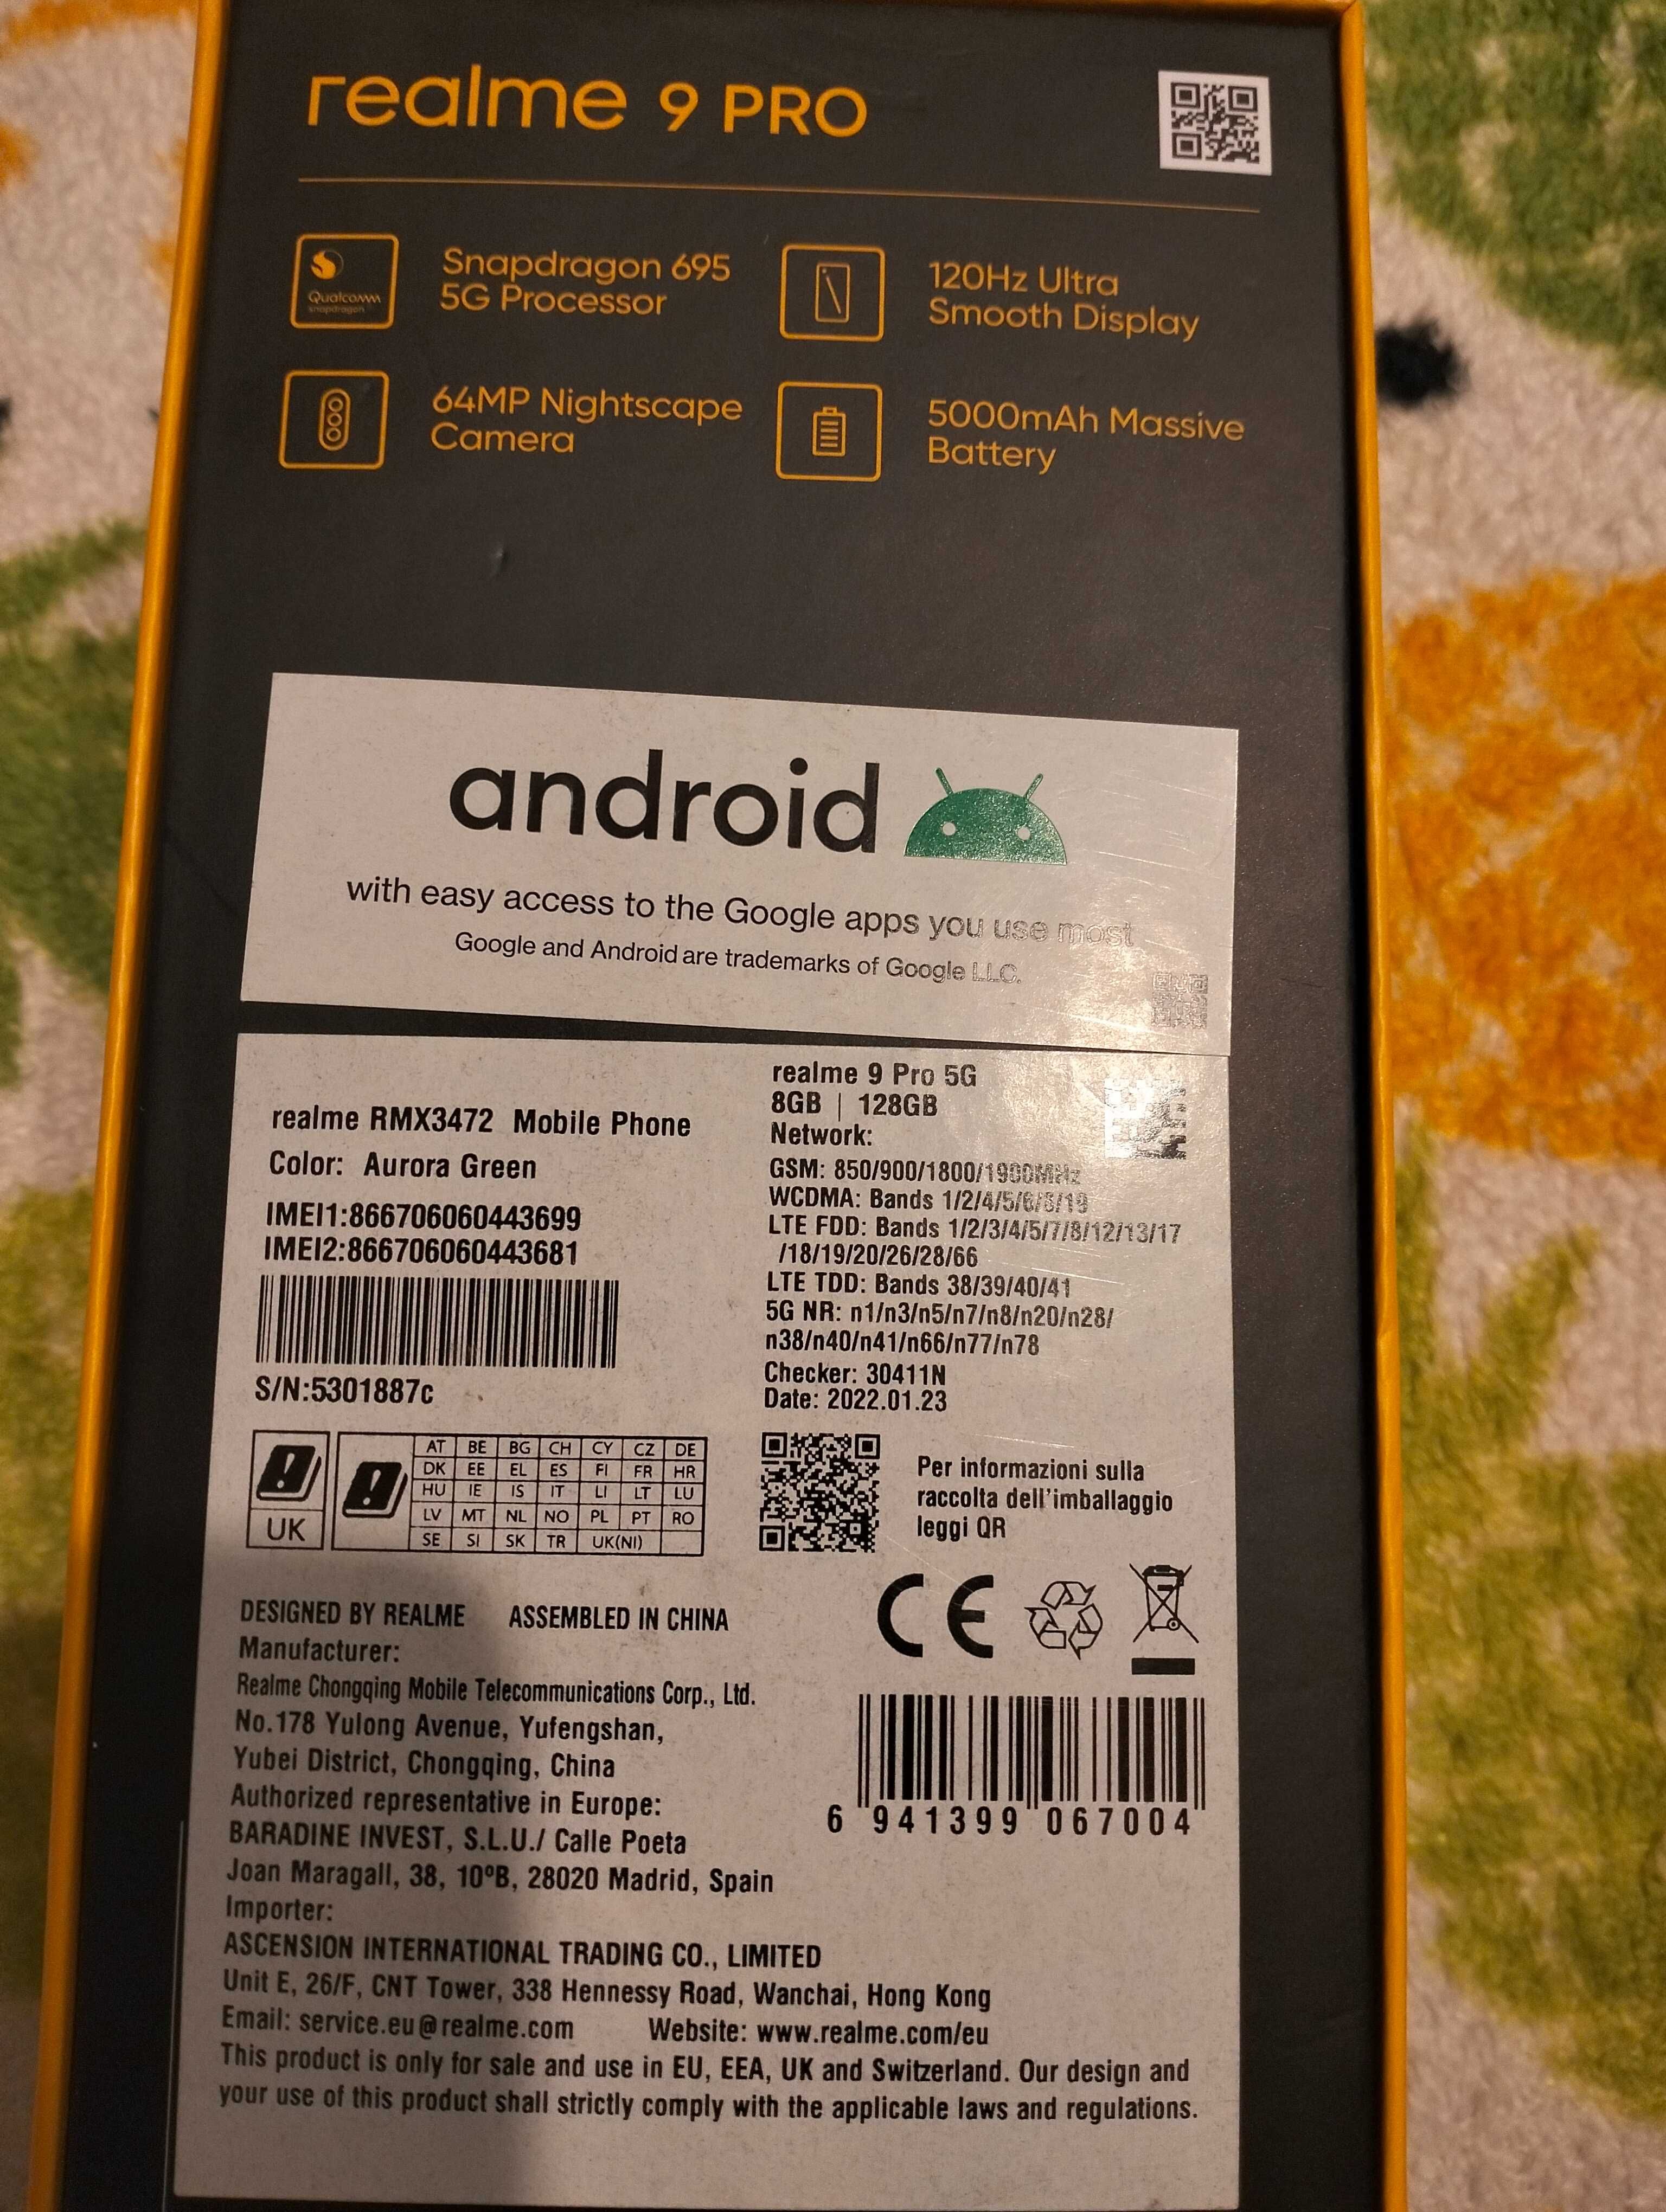 realme 9 PRO
Qualcomm
snapdragon
Snapdragon 695
5G Processor
120Hz Ultra
Smooth Display
64MP Nightscape
Camera
5000mAh Massive
Battery
android
with easy access to the Google apps you use most
Google and Android are trademarks of Google LLC.
realme RMX3472 Mobile Phone
Color: Aurora Green
IMEI1:866706060443699
IMEI2:866706060443681
S/N:5301887c
realme 9 Pro 5G
8GB | 128GB
Network:
GSM: 850/900/1800/1900MHz
WCDMA: Bands 1/2/4/5/6/8/19
LTE FDD: Bands 1/2/3/4/5/7/8/12/13/17
/18/19/20/26/28/66
LTE TDD: Bands 38/39/40/41
5G NR: n1/n3/n5/n7/n8/n20/n28/
n38/n40/n41/n66/n77/n78
Checker: 30411N
Date: 2022.01.23
UK
AT BE BG CH CY CZ DE
DK EE EL ES FI FR HR
HU IE IS IT LI LT LU
LV MT NL NO PL PT RO
SE SI SK TR UK(NI)
Per informazioni sulla
raccolta dell'imballaggio
leggi QR
CE
DESIGNED BY REALME ASSEMBLED IN CHINA
Manufacturer:
Realme Chongqing Mobile Telecommunications Corp., Ltd.
No.178 Yulong Avenue, Yufengshan,
Yubei District, Chongqing, China
Authorized representative in Europe:
BARADINE INVEST, S.L.U./ Calle Poeta
Joan Maragall, 38, 10ºB, 28020 Madrid, Spain
6 941399 067004
Importer:
ASCENSION INTERNATIONAL TRADING CO., LIMITED
Unit E, 26/F, CNT Tower, 338 Hennessy Road, Wanchai, Hong Kong
Email: service.eu@realme.com Website: www.realme.com/eu
This product is only for sale and use in EU, EEA, UK and Switzerland. Our design and
your use of this product shall strictly comply with the applicable laws and regulations.